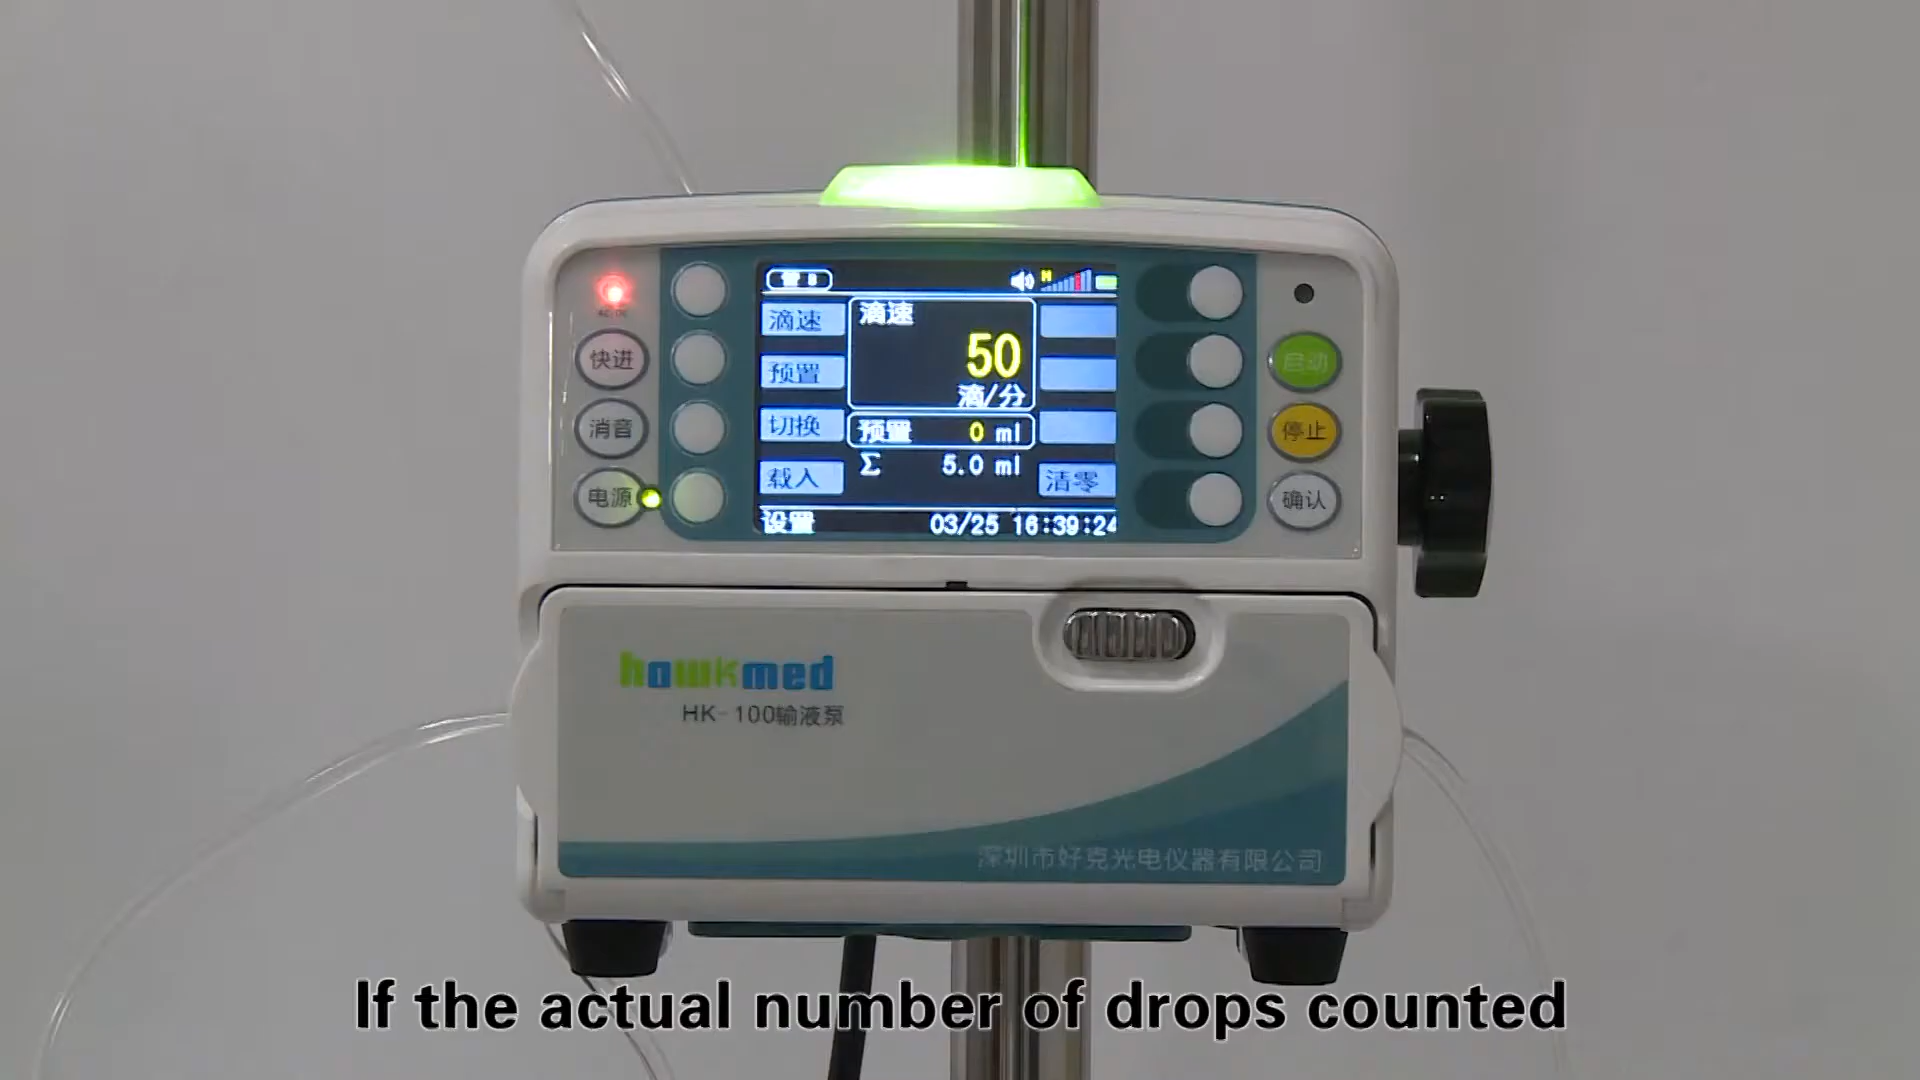 滴速
滴速
50
滴/分
预置
切换
预置 0 ml
载入
Σ 5.0 ml
清零
设置 03/25 16:39:24
快进
消音
电源
启动
停止
确认
hawkmed
HK-100输液泵
深圳市好克光电仪器有限公司
If the actual number of drops counted